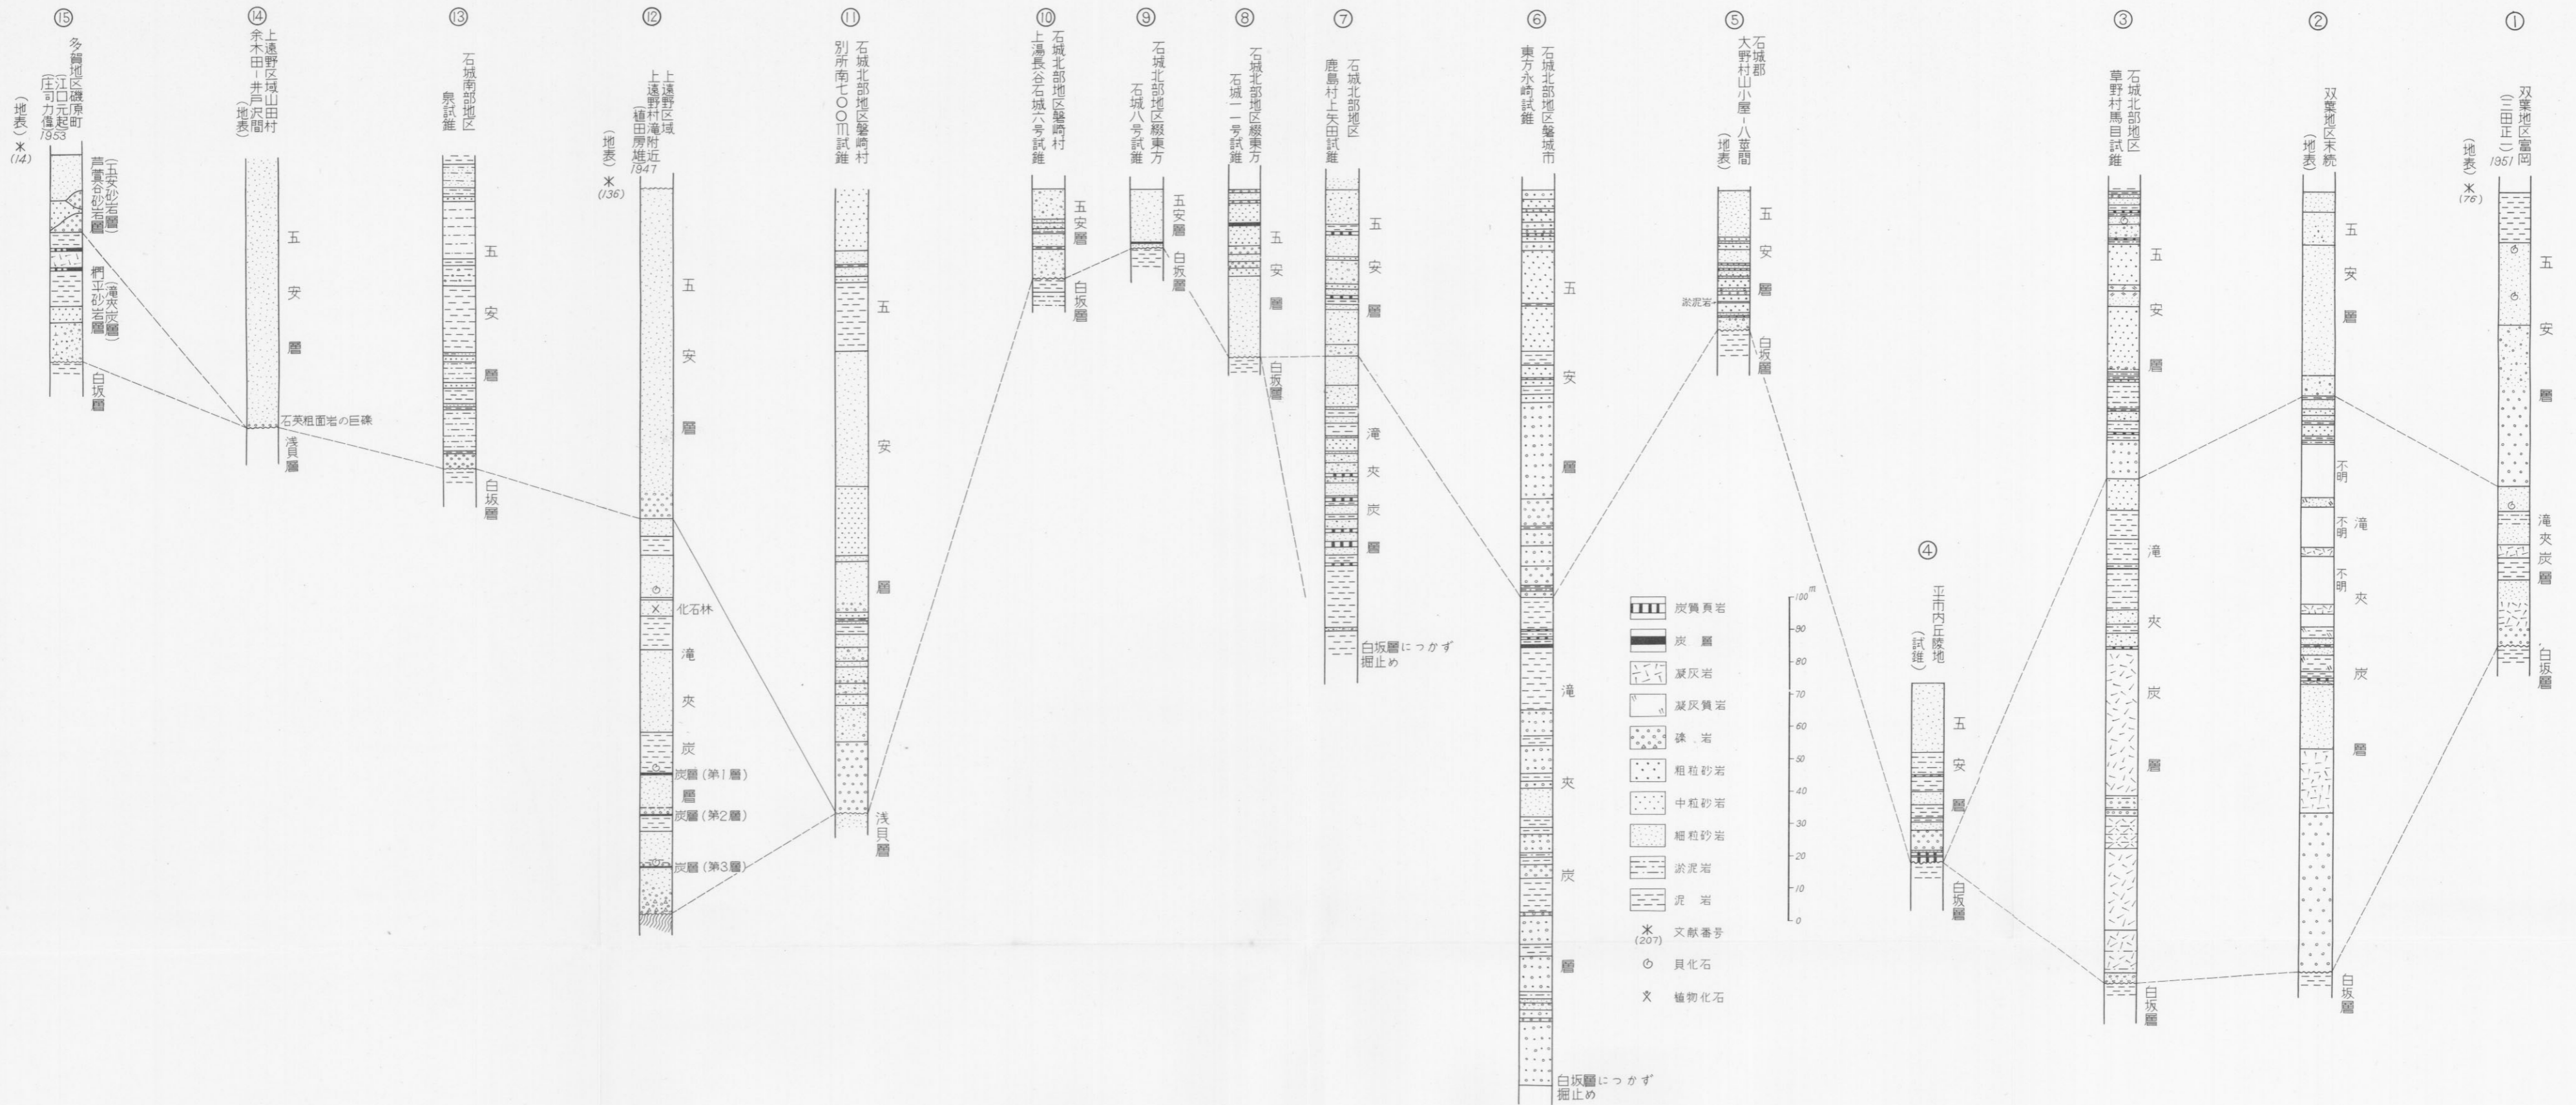 ⑮
多賀地区磯原町
(江口元起)
(庄司力偉)1953
(地表)
(14)
(五安砂岩層)
芦萱谷砂岩層
(滝夾炭層)
椚平砂岩層
白坂層
⑭
上遠野区域山田村
余木田-井戸沢間
(地表)
五安層
石英粗面岩の巨礫
浅貝層
⑬
石城南部地区
泉試錐
五安層
白坂層
⑫
上遠野区域
上遠野村滝附近
(植田房雄)1947
(地表)
(136)
五安層
化石林
滝夾炭層
炭層(第1層)
炭層(第2層)
炭層(第3層)
⑪
石城北部地区磐崎村
別所南七〇〇m試錐
五安層
浅貝層
⑩
石城北部地区磐崎村
上湯長谷石城六号試錐
五安層
白坂層
⑨
石城北部地区綴東方
石城八号試錐
五安層
白坂層
⑧
石城北部地区綴東方
石城一一号試錐
五安層
白坂層
⑦
石城北部地区
鹿島村上矢田試錐
五安層
滝夾炭層
白坂層につかず
掘止め
⑥
石城北部地区磐城市
東方永崎試錐
五安層
滝夾炭層
白坂層につかず
掘止め
⑤
石城郡
大野村山小屋-八茎間
(地表)
五安層
淤泥岩
白坂層
炭質頁岩
炭層
凝灰岩
凝灰質岩
礫岩
粗粒砂岩
中粒砂岩
細粒砂岩
淤泥岩
泥岩
(207)
文献番号
貝化石
植物化石
100m
90
80
70
60
50
40
30
20
10
0
④
平市内丘陵地
(試錐)
五安層
白坂層
③
石城北部地区
草野村馬目試錐
五安層
滝夾炭層
白坂層
②
双葉地区末続
(地表)
五安層
不明
不明
不明
滝夾炭層
白坂層
①
双葉地区富岡
(三田正一)1951
(地表)
(76)
五安層
滝夾炭層
白坂層